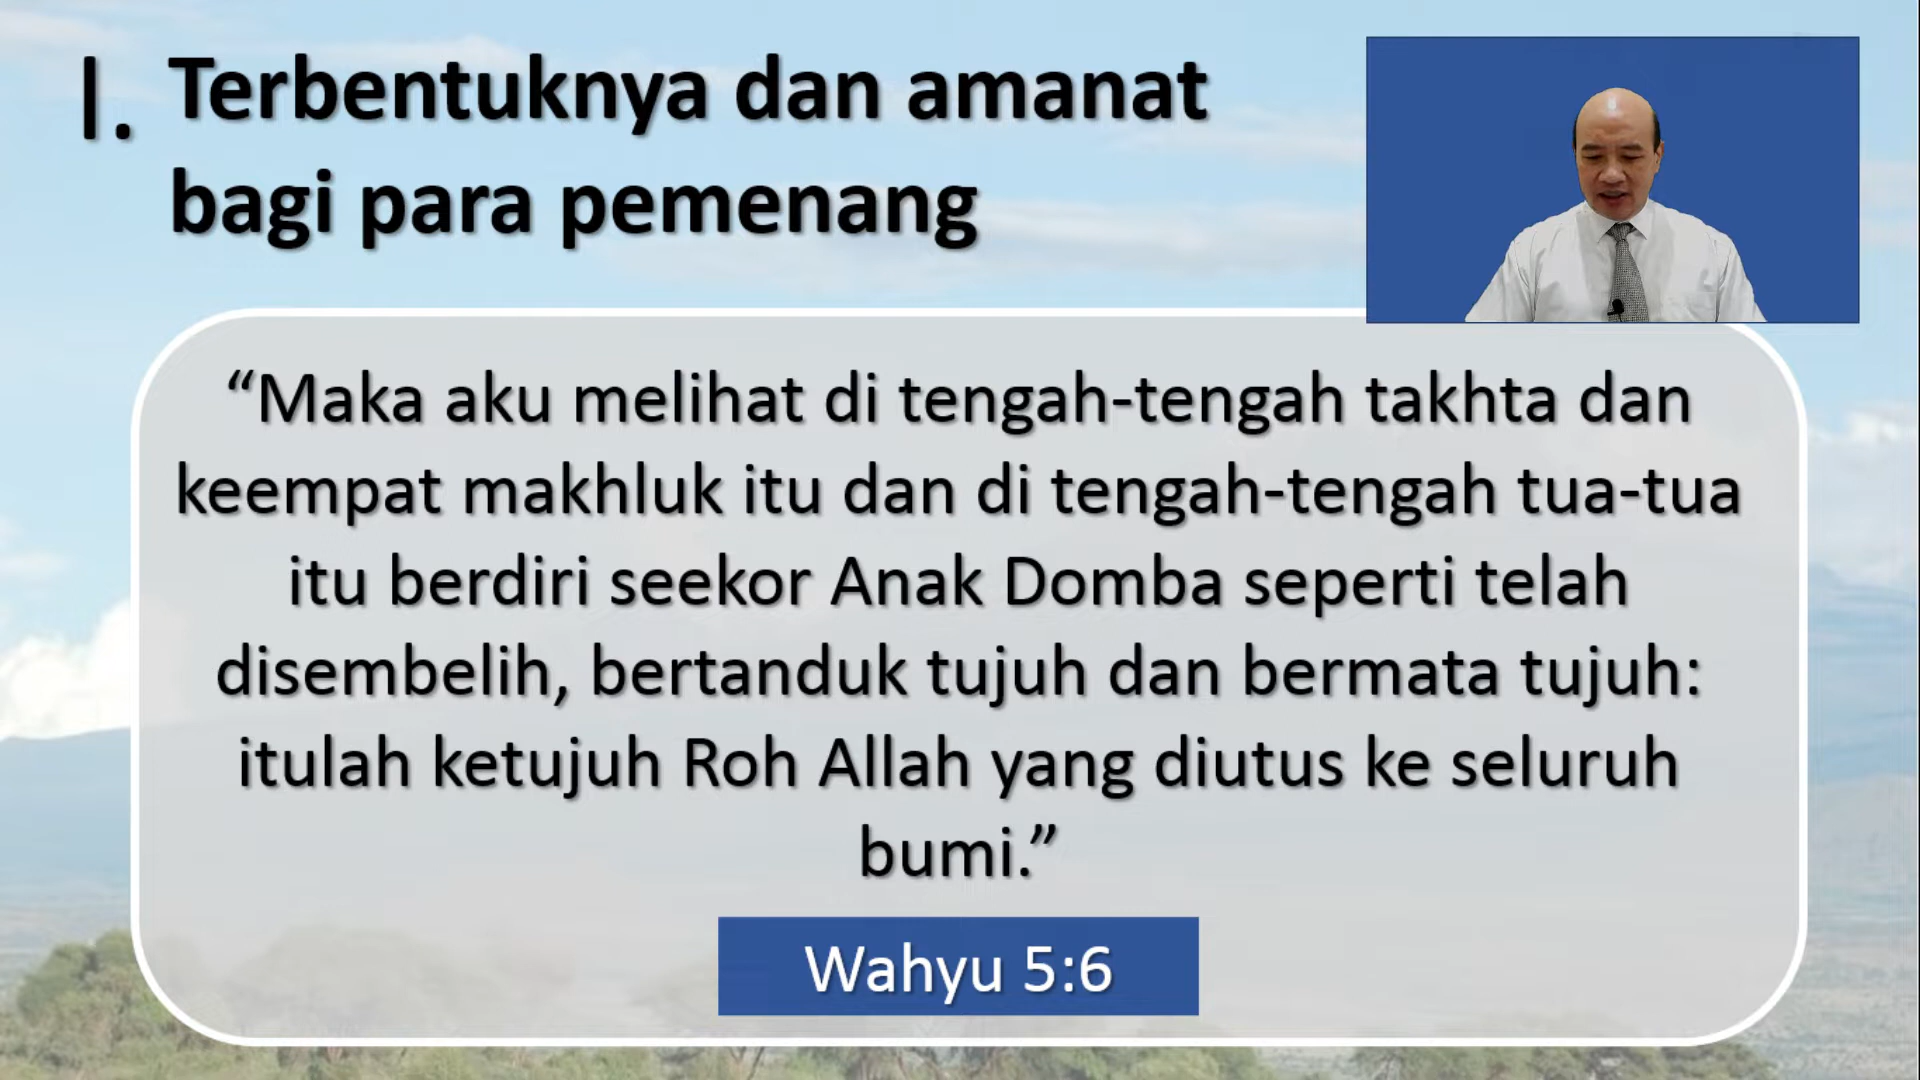 I. Terbentuknya dan amanat
bagi para pemenang
“Maka aku melihat di tengah-tengah takhta dan
keempat makhluk itu dan di tengah-tengah tua-tua
itu berdiri seekor Anak Domba seperti telah
disembelih, bertanduk tujuh dan bermata tujuh:
itulah ketujuh Roh Allah yang diutus ke seluruh
bumi.”
Wahyu 5:6